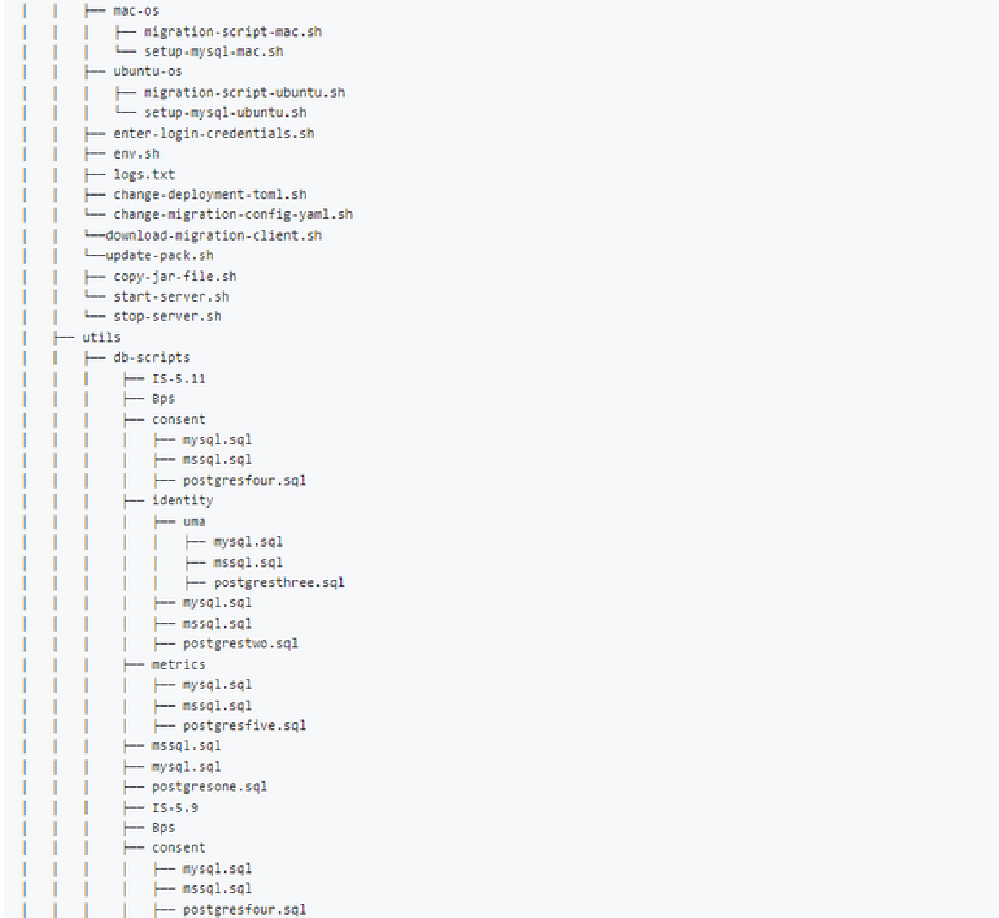 │   │   ├── mac-os
│   │   │   ├── migration-script-mac.sh
│   │   │   └── setup-mysql-mac.sh
│   │   ├── ubuntu-os
│   │   │   ├── migration-script-ubuntu.sh
│   │   │   └── setup-mysql-ubuntu.sh
│   │   ├── enter-login-credentials.sh
│   │   ├── env.sh
│   │   ├── logs.txt
│   │   ├── change-deployment-toml.sh
│   │   └── change-migration-config-yaml.sh
│   │   └──download-migration-client.sh
│   │   └──update-pack.sh
│   │   ├── copy-jar-file.sh
│   │   └── start-server.sh
│   │   └── stop-server.sh
│   ├── utils
│   │   ├── db-scripts
│   │   │    ├── IS-5.11
│   │   │    ├── Bps
│   │   │    ├── consent
│   │   │    │   ├── mysql.sql
│   │   │    │   ├── mssql.sql
│   │   │    │   ├── postgresfour.sql
│   │   │    ├── identity
│   │   │    │   ├── uma
│   │   │    │   │   ├── mysql.sql
│   │   │    │   │   ├── mssql.sql
│   │   │    │   │   ├── postgresthree.sql
│   │   │    │   ├── mysql.sql
│   │   │    │   ├── mssql.sql
│   │   │    │   ├── postgrestwo.sql
│   │   │    ├── metrics
│   │   │    │   ├── mysql.sql
│   │   │    │   ├── mssql.sql
│   │   │    │   ├── postgresfive.sql
│   │   │    ├── mssql.sql
│   │   │    ├── mysql.sql
│   │   │    ├── postgresone.sql
│   │   │    ├── IS-5.9
│   │   │    ├── Bps
│   │   │    ├── consent
│   │   │    │   ├── mysql.sql
│   │   │    │   ├── mssql.sql
│   │   │    │   ├── postgresfour.sql